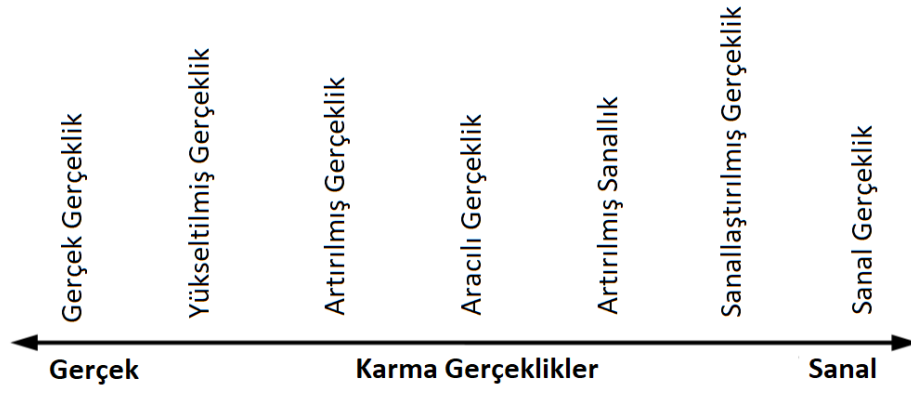 Gerçek Gerçeklik
Yükseltilmiş Gerçeklik
Artırılmış Gerçeklik
Aracılı Gerçeklik
Artırılmış Sanallık
Sanallaştırılmış Gerçeklik
Sanal Gerçeklik
Gerçek
Karma Gerçeklikler
Sanal